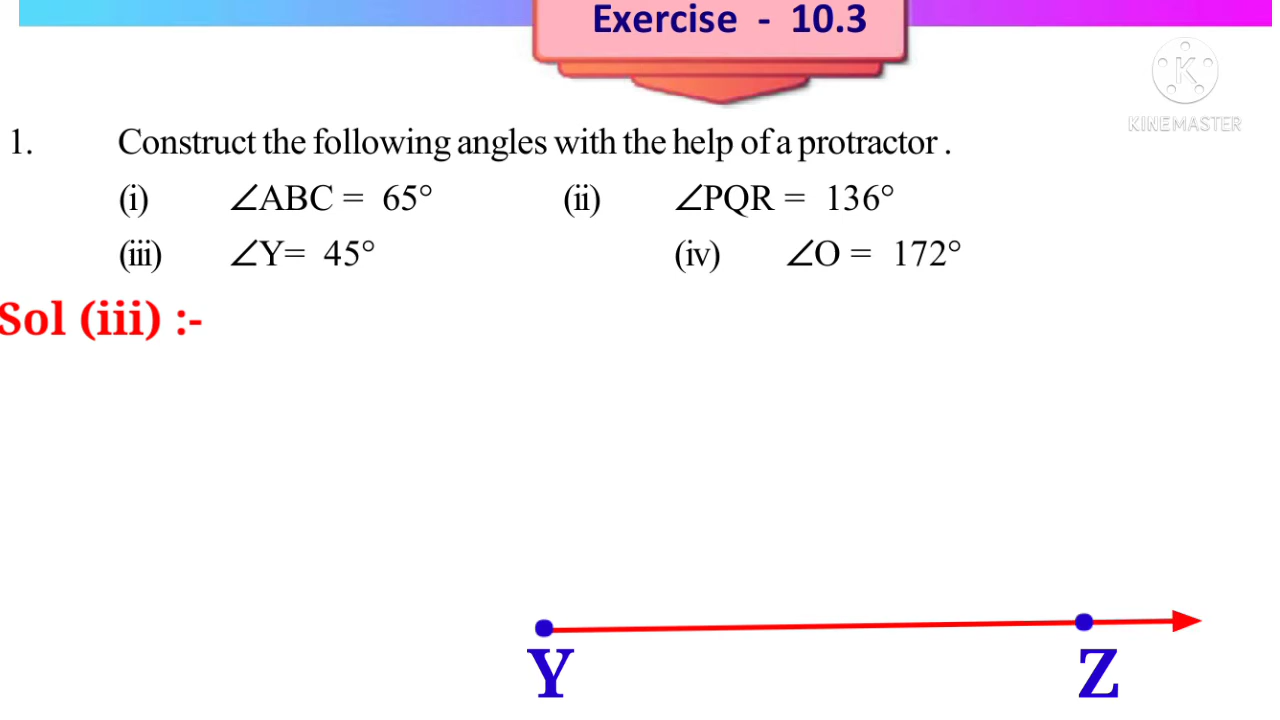 Exercise - 10.3
KINEMASTER
1. Construct the following angles with the help of a protractor .
(i) ∠ABC = 65° (ii) ∠PQR = 136°
(iii) ∠Y= 45° (iv) ∠O = 172°
Sol (iii) :-
Y Z